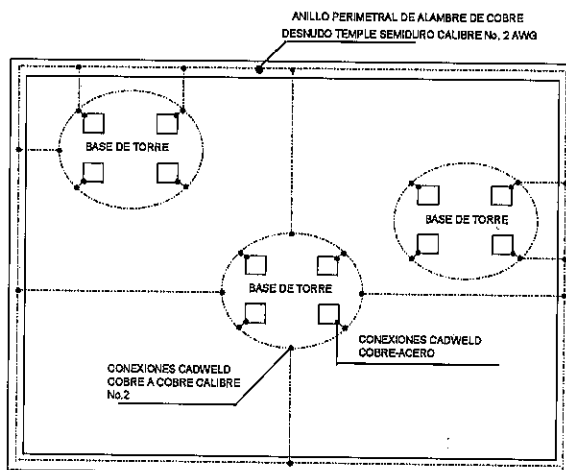 ANILLO PERIMETRAL DE ALAMBRE DE COBRE
DESNUDO TEMPLE SEMIDURO CALIBRE No. 2 AWG
BASE DE TORRE
BASE DE TORRE
BASE DE TORRE
CONEXIONES CADWELD
COBRE-ACERO
CONEXIONES CADWELD
COBRE A COBRE CALIBRE
No.2